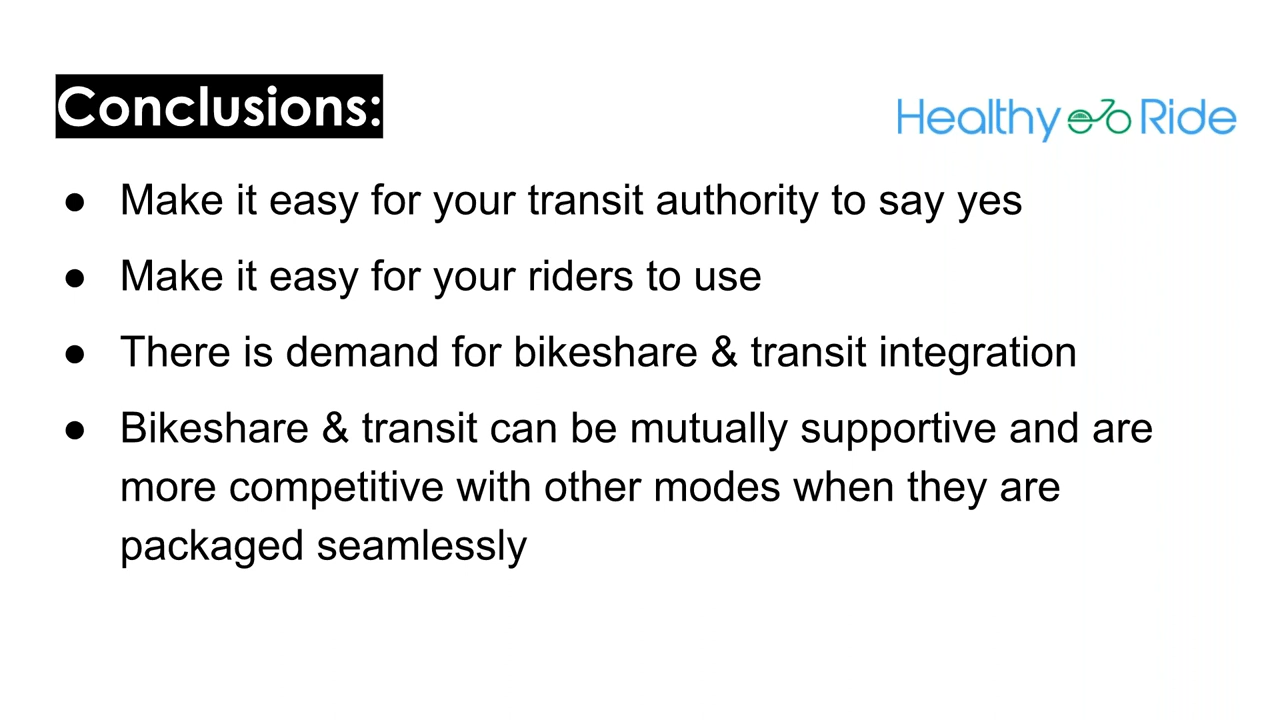 Conclusions:
Healthy Ride
● Make it easy for your transit authority to say yes
● Make it easy for your riders to use
● There is demand for bikeshare & transit integration
● Bikeshare & transit can be mutually supportive and are
more competitive with other modes when they are
packaged seamlessly